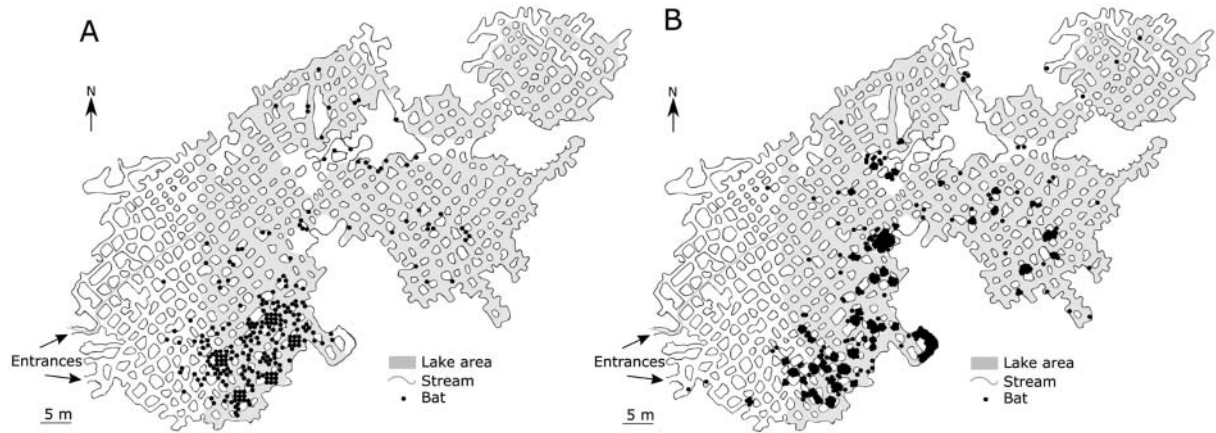 A
N
Entrances
5 m
Lake area
Stream
Bat
B
N
Entrances
5 m
Lake area
Stream
Bat